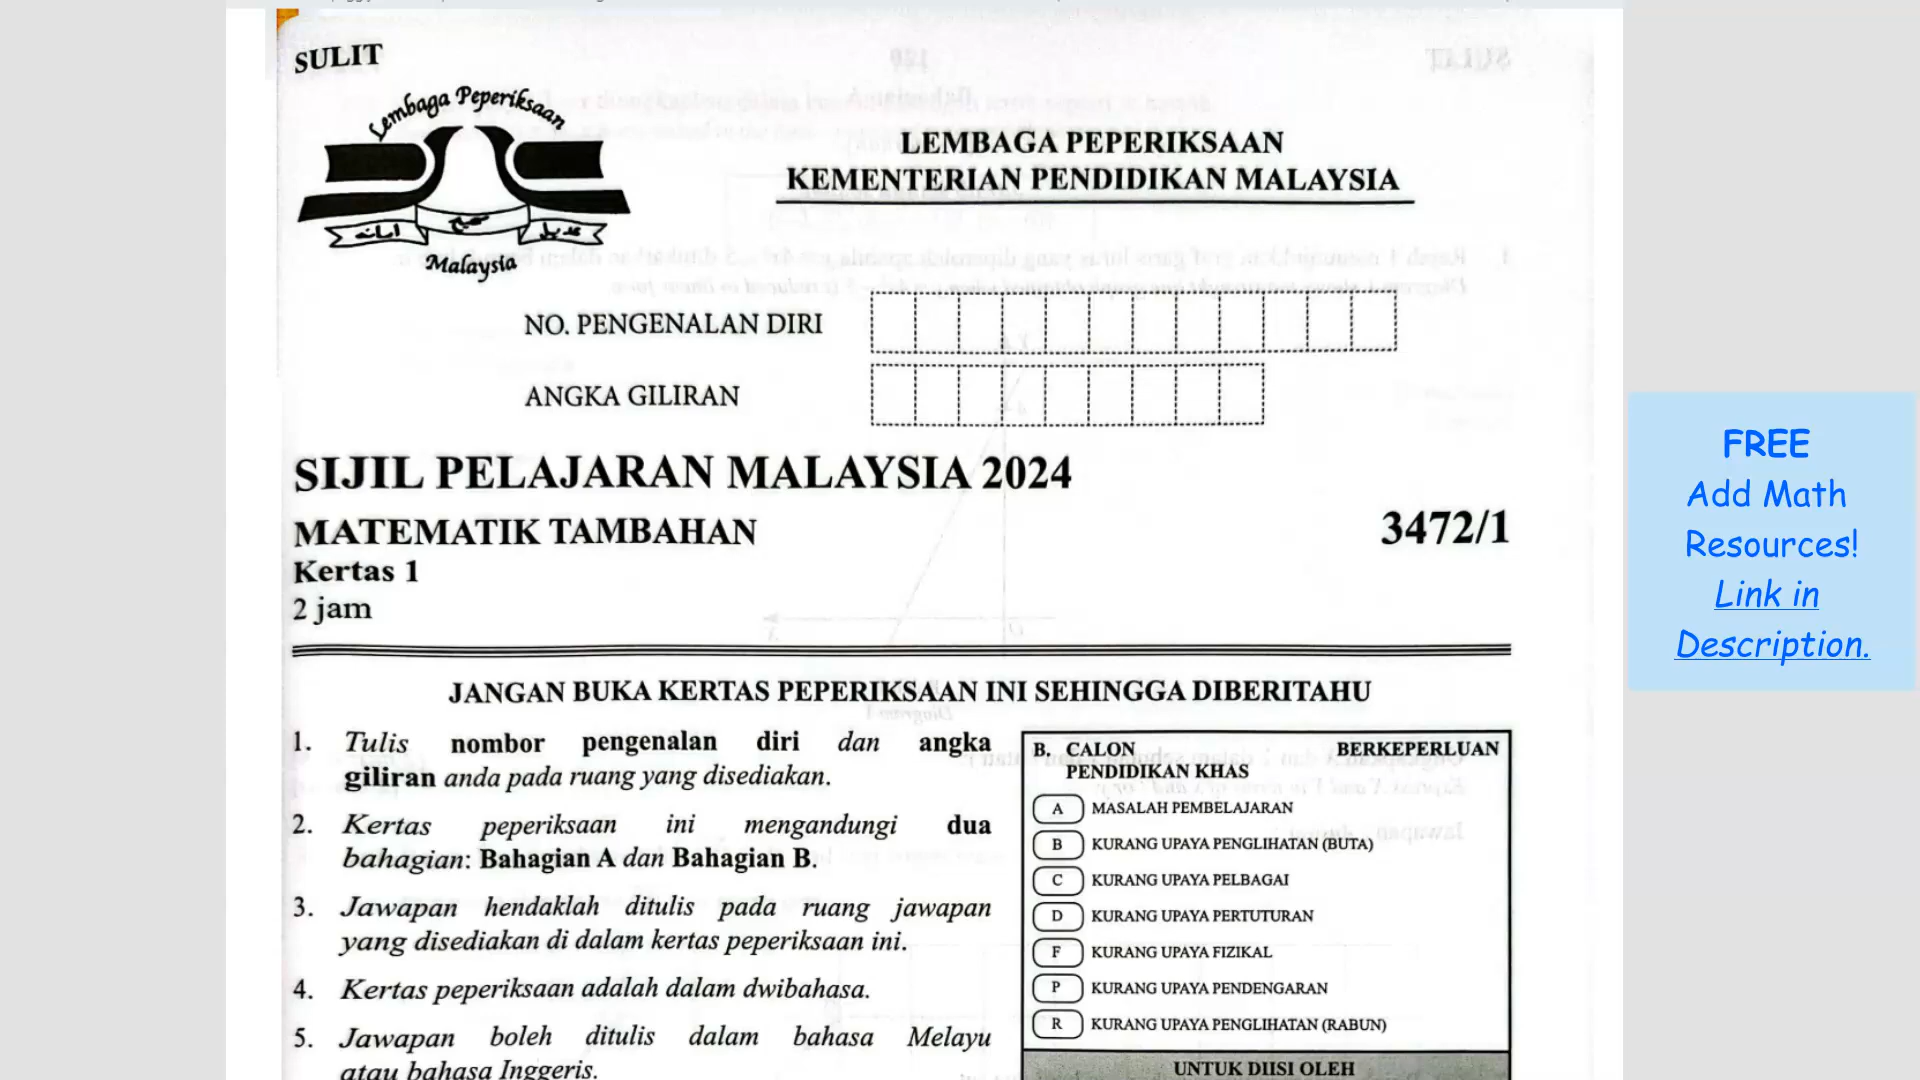 SULIT
Lembaga Peperiksaan
Malaysia
LEMBAGA PEPERIKSAAN
KEMENTERIAN PENDIDIKAN MALAYSIA
NO. PENGENALAN DIRI
ANGKA GILIRAN
SIJIL PELAJARAN MALAYSIA 2024
MATEMATIK TAMBAHAN
3472/1
Kertas 1
2 jam
JANGAN BUKA KERTAS PEPERIKSAAN INI SEHINGGA DIBERITAHU
1. Tulis nombor pengenalan diri dan angka
giliran anda pada ruang yang disediakan.
2. Kertas peperiksaan ini mengandungi dua
bahagian: Bahagian A dan Bahagian B.
3. Jawapan hendaklah ditulis pada ruang jawapan
yang disediakan di dalam kertas peperiksaan ini.
4. Kertas peperiksaan adalah dalam dwibahasa.
5. Jawapan boleh ditulis dalam bahasa Melayu
atau bahasa Inggeris.
B. CALON BERKEPERLUAN
PENDIDIKAN KHAS
A MASALAH PEMBELAJARAN
B KURANG UPAYA PENGLIHATAN (BUTA)
C KURANG UPAYA PELBAGAI
D KURANG UPAYA PERTUTURAN
F KURANG UPAYA FIZIKAL
P KURANG UPAYA PENDENGARAN
R KURANG UPAYA PENGLIHATAN (RABUN)
UNTUK DIISI OLEH
FREE
Add Math
Resources!
Link in
Description.